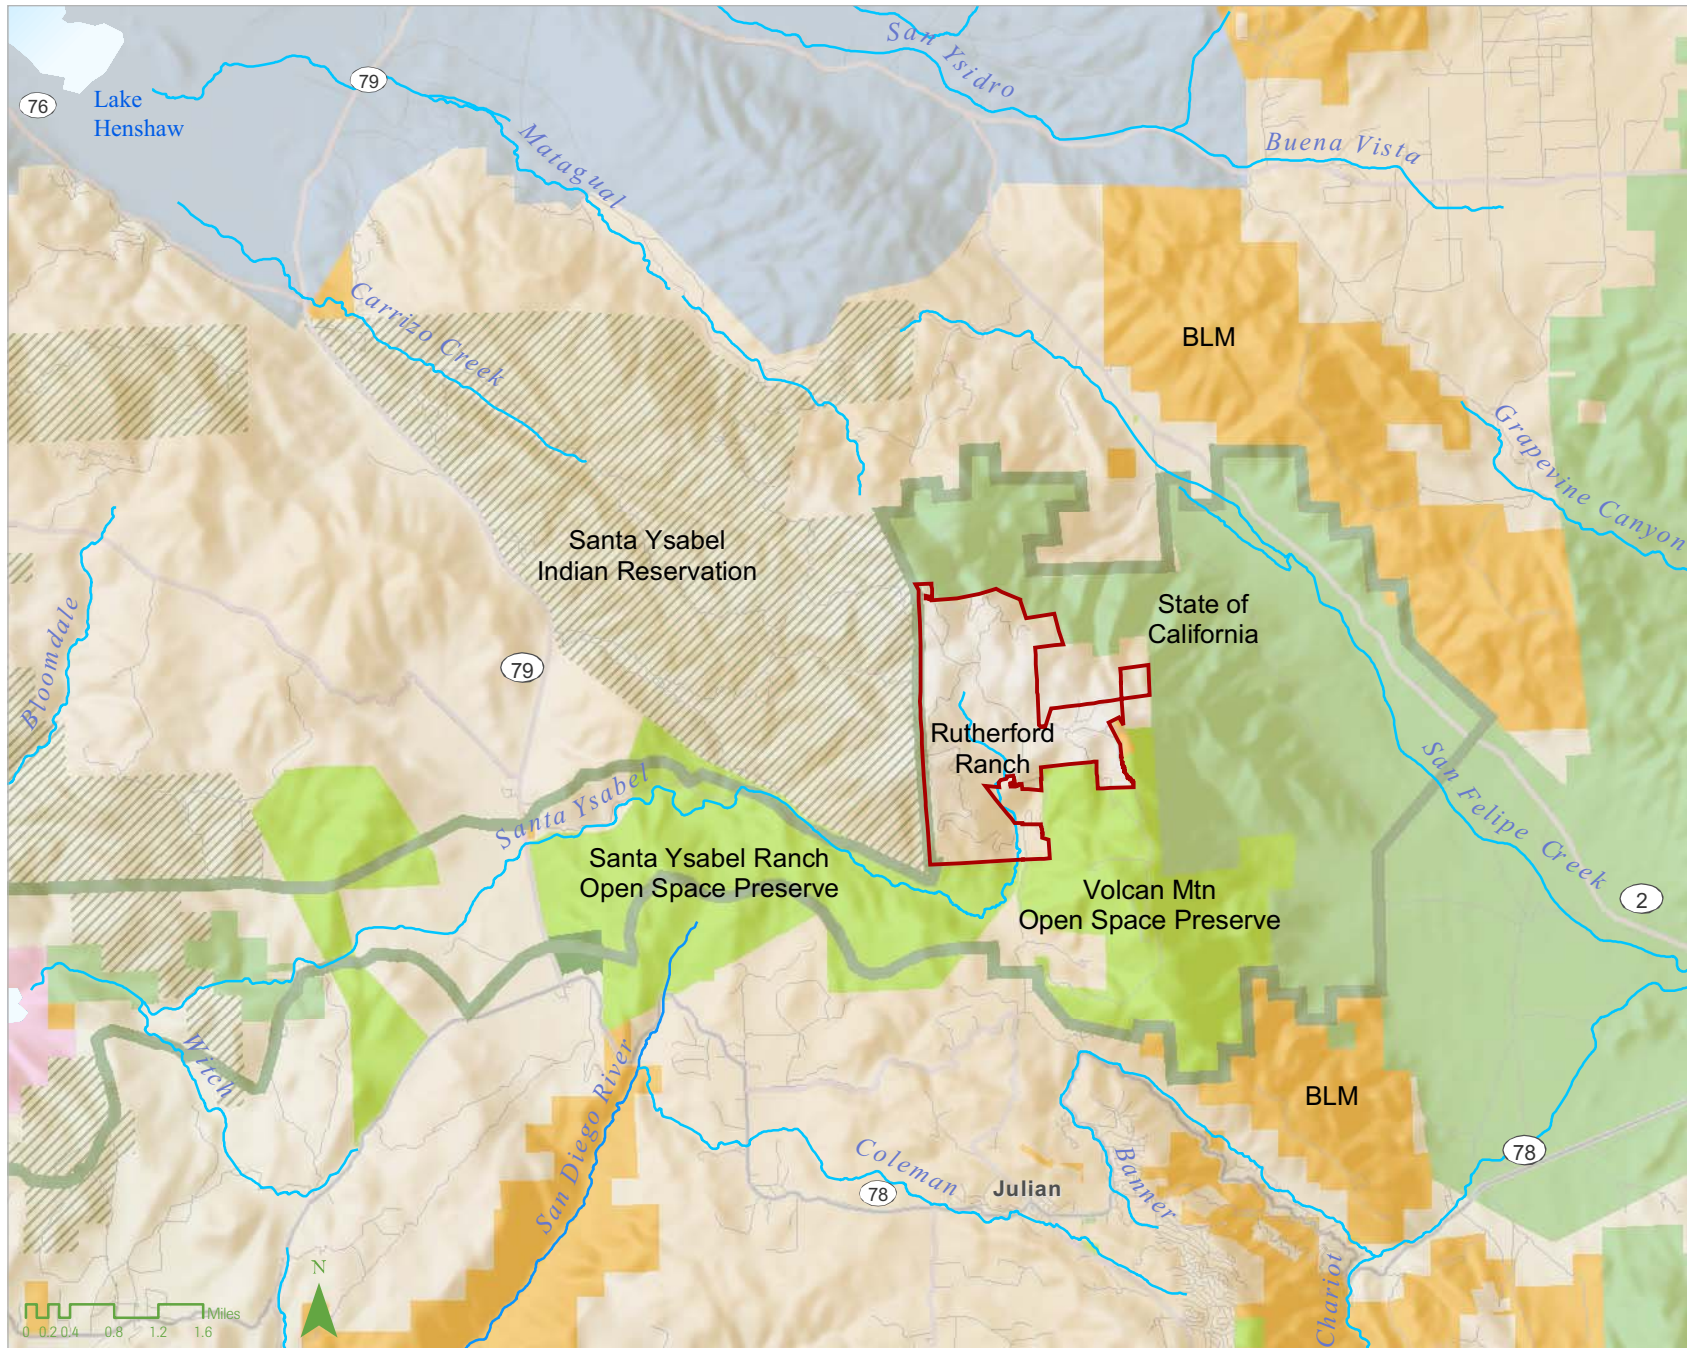 San Ysidro
79
76
Lake
Henshaw
Matagual
Buena Vista
Carrizo Creek
BLM
Grapevine Canyon
Santa Ysabel
Indian Reservation
State of
California
Bloomdale
79
Rutherford
Ranch
San Felipe Creek
Santa Ysabel
Santa Ysabel Ranch
Open Space Preserve
Volcan Mtn
Open Space Preserve
2
Witch
San Diego River
BLM
78
Coleman
78
Julian
Banner
Chariot
N
Miles
0 0.2 0.4 0.8 1.2 1.6